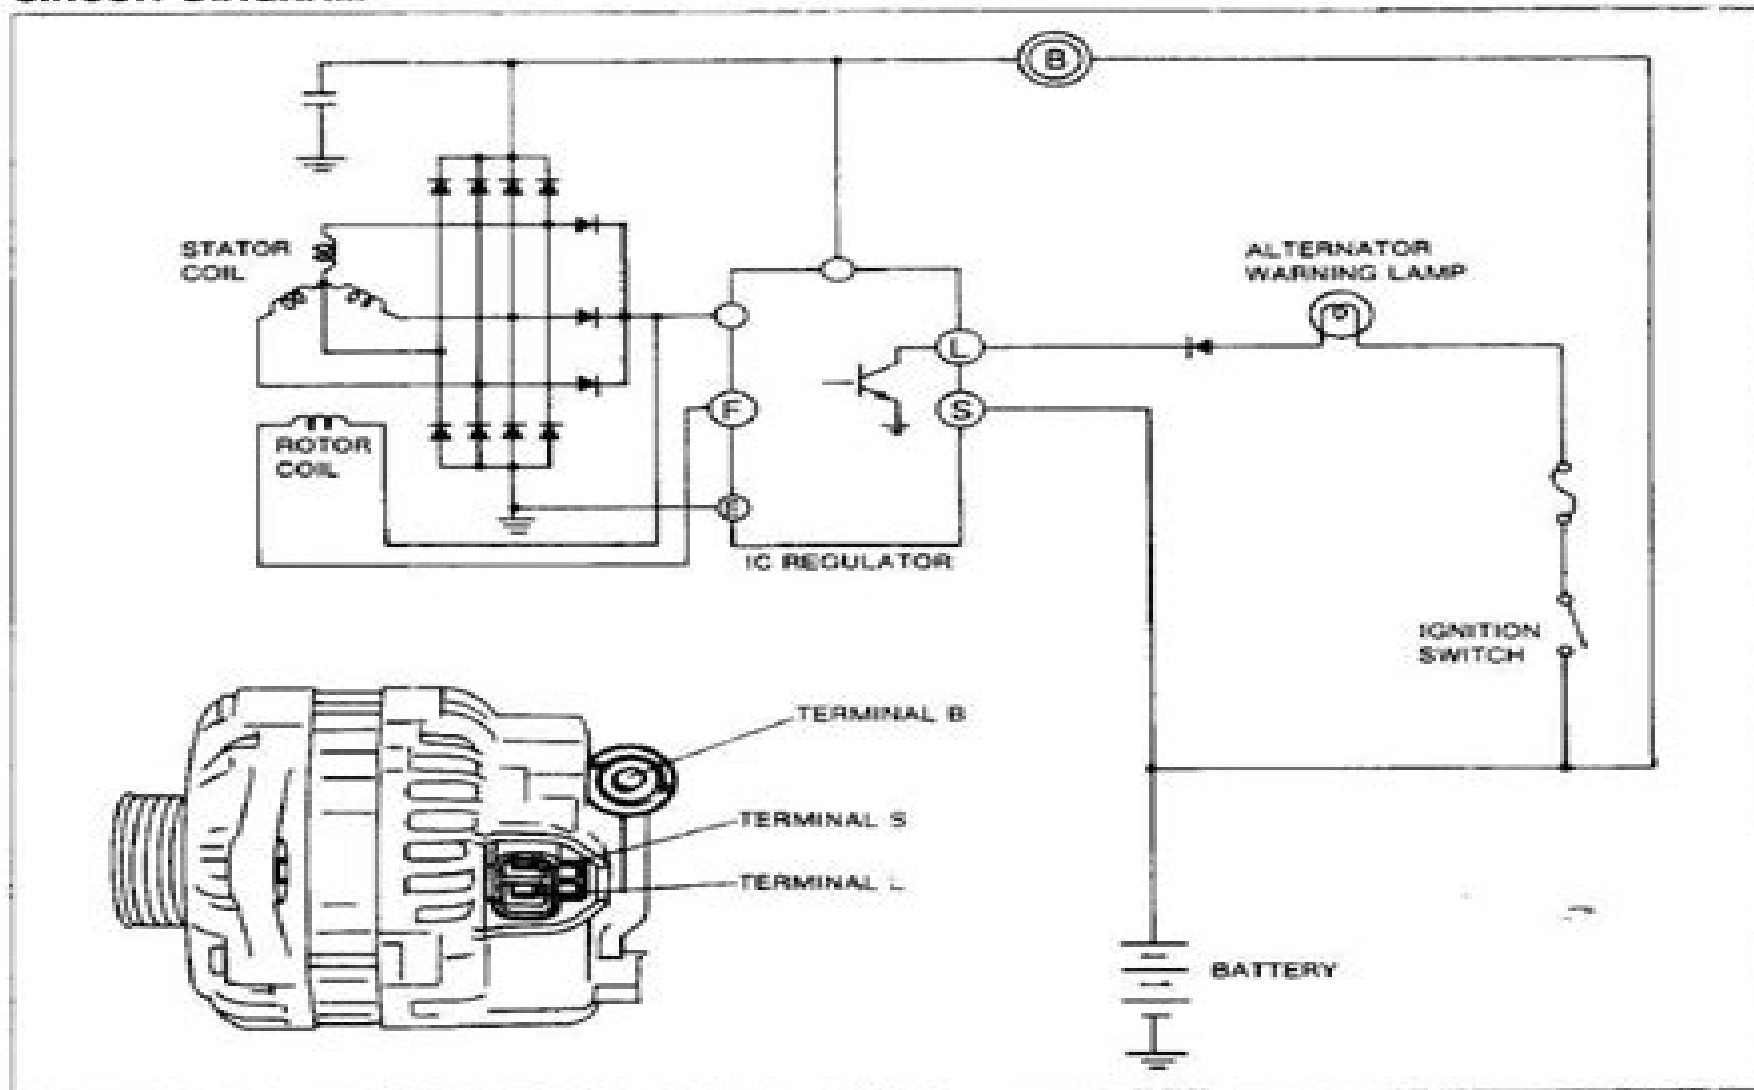 B
STATOR
COIL
ALTERNATOR
WARNING LAMP
L
F
S
ROTOR
COIL
E
IC REGULATOR
IGNITION
SWITCH
TERMINAL B
TERMINAL S
TERMINAL L
BATTERY